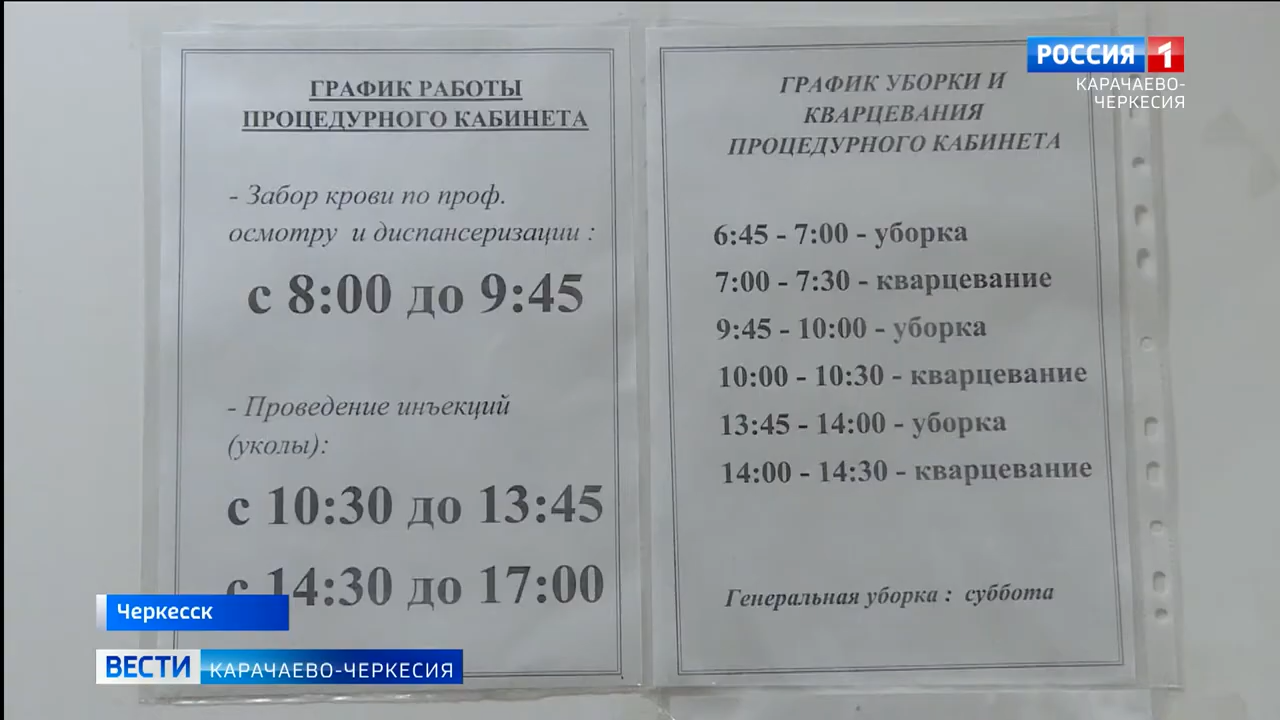 ГРАФИК РАБОТЫ
ПРОЦЕДУРНОГО КАБИНЕТА
- Забор крови по проф.
осмотру и диспансеризации :
с 8:00 до 9:45
- Проведение инъекций
(уколы):
с 10:30 до 13:45
с 14:30 до 17:00
ГРАФИК УБОРКИ И
КВАРЦЕВАНИЯ
ПРОЦЕДУРНОГО КАБИНЕТА
6:45 - 7:00 - уборка
7:00 - 7:30 - кварцевание
9:45 - 10:00 - уборка
10:00 - 10:30 - кварцевание
13:45 - 14:00 - уборка
14:00 - 14:30 - кварцевание
Генеральная уборка : суббота
РОССИЯ 1
КАРАЧАЕВО-
ЧЕРКЕСИЯ
Черкесск
ВЕСТИ КАРАЧАЕВО-ЧЕРКЕСИЯ